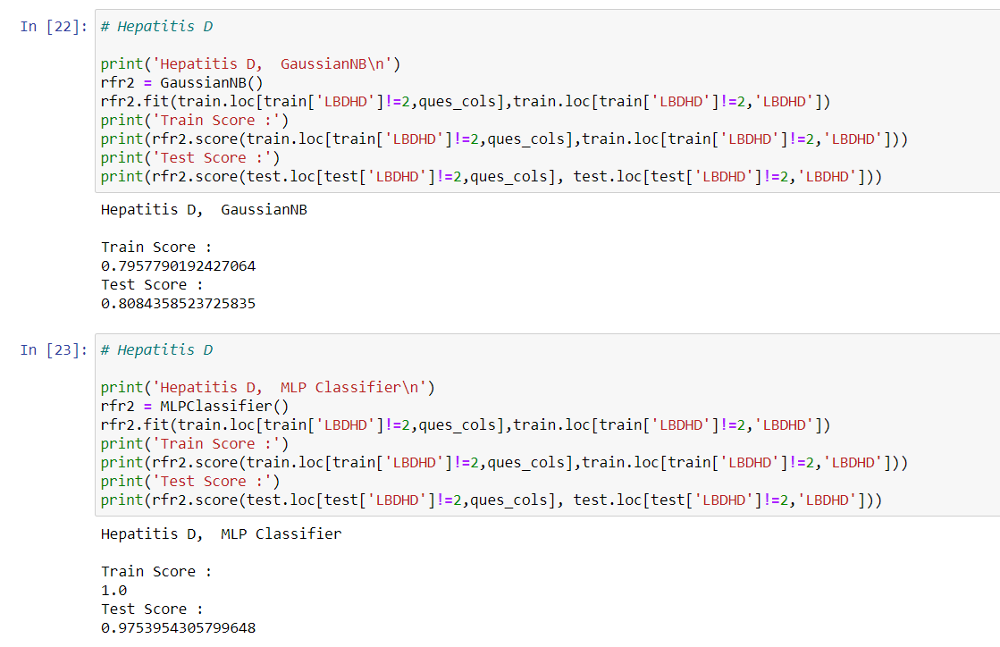 In [22]: # Hepatitis D
print('Hepatitis D,  GaussianNB\n')
rfr2 = GaussianNB()
rfr2.fit(train.loc[train['LBDHD']!=2,ques_cols],train.loc[train['LBDHD']!=2,'LBDHD'])
print('Train Score :')
print(rfr2.score(train.loc[train['LBDHD']!=2,ques_cols],train.loc[train['LBDHD']!=2,'LBDHD']))
print('Test Score :')
print(rfr2.score(test.loc[test['LBDHD']!=2,ques_cols], test.loc[test['LBDHD']!=2,'LBDHD']))
Hepatitis D,  GaussianNB
Train Score :
0.7957790192427064
Test Score :
0.8084358523725835
In [23]: # Hepatitis D
print('Hepatitis D,  MLP Classifier\n')
rfr2 = MLPClassifier()
rfr2.fit(train.loc[train['LBDHD']!=2,ques_cols],train.loc[train['LBDHD']!=2,'LBDHD'])
print('Train Score :')
print(rfr2.score(train.loc[train['LBDHD']!=2,ques_cols],train.loc[train['LBDHD']!=2,'LBDHD']))
print('Test Score :')
print(rfr2.score(test.loc[test['LBDHD']!=2,ques_cols], test.loc[test['LBDHD']!=2,'LBDHD']))
Hepatitis D,  MLP Classifier
Train Score :
1.0
Test Score :
0.9753954305799648